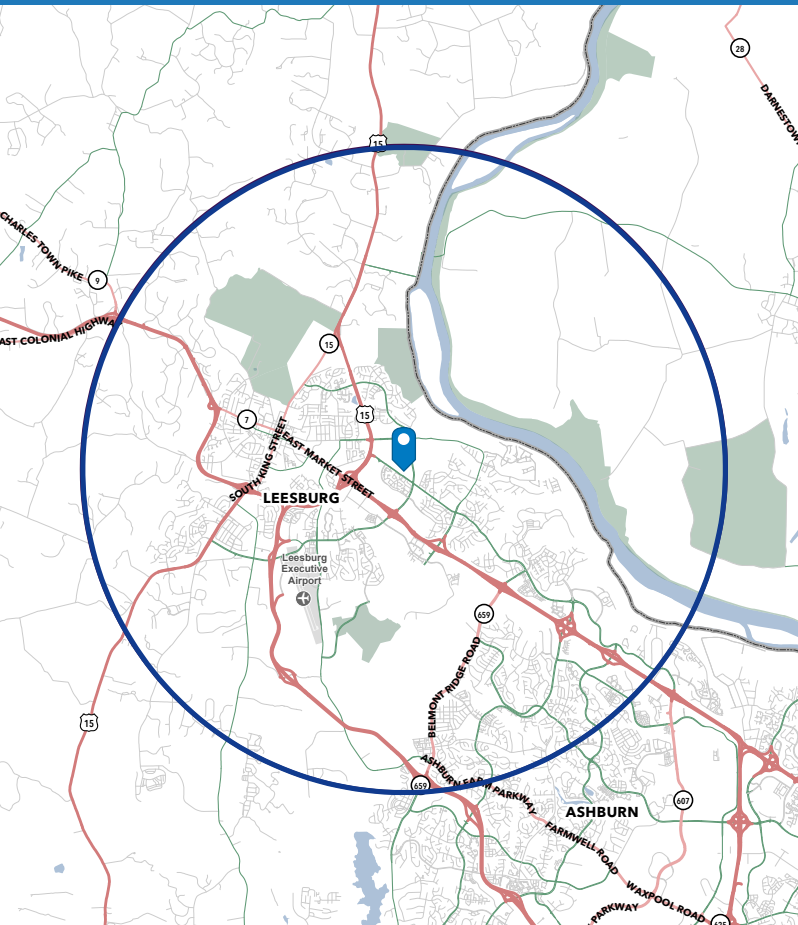 28
DARNESTOWN
15
CHARLES TOWN PIKE
9
AST COLONIAL HIGHWAY
15
15
7
EAST MARKET STREET
SOUTH KING STREET
LEESBURG
Leesburg
Executive
Airport
659
BELMONT RIDGE ROAD
15
ASHBURN FARM PARKWAY
659
607
ASHBURN
FARMWELL ROAD
WAXPOOL ROAD
PARKWAY
625